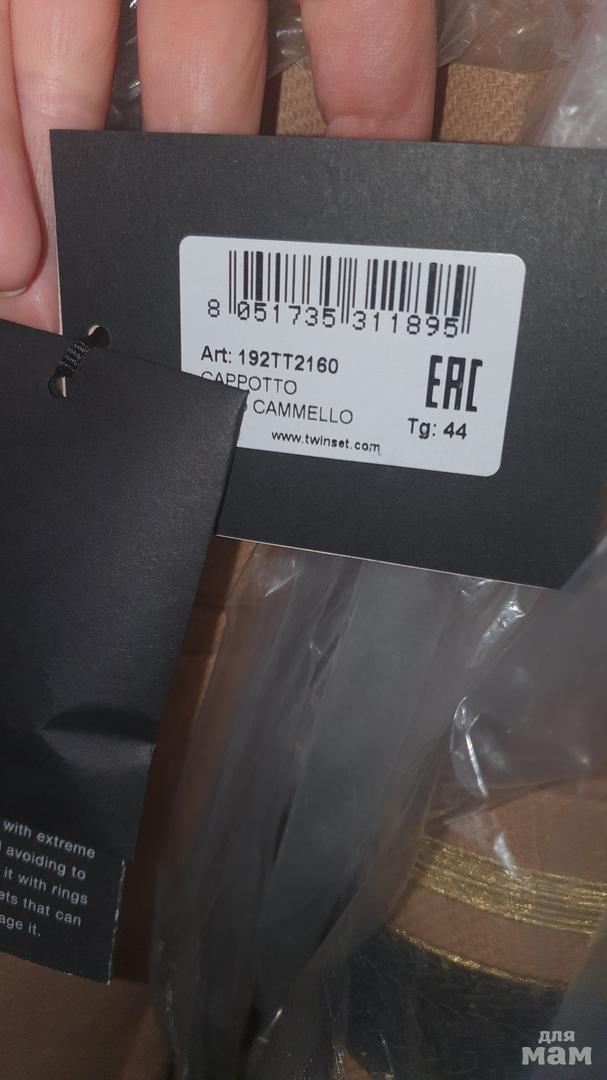 8 051735 311895
Art: 192TT2160
CAPPOTTO
CAMMELLO
EAC
Tg: 44
www.twinset.com
with extreme
avoiding to
it with rings
ets that can
age it.
для
мам